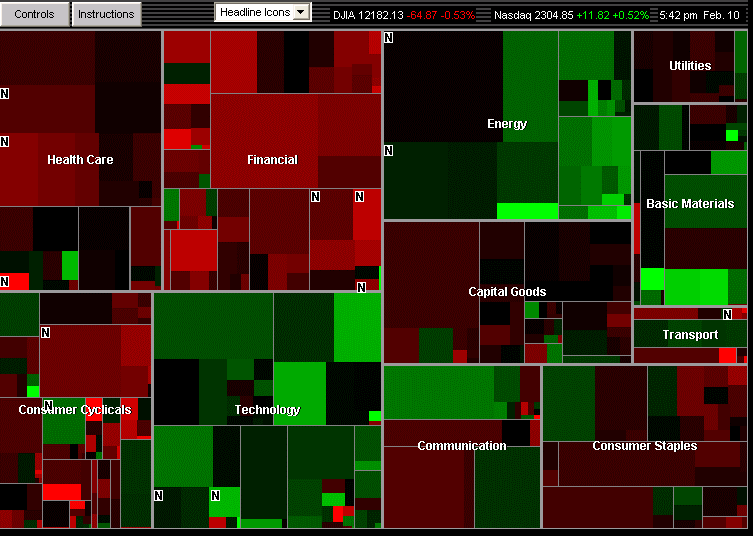 Controls
Instructions
Headline Icons
DJIA 12182.13 -64.87 -0.53%
Nasdaq 2304.85 +11.82 +0.52%
5:42 pm Feb. 10
N
Utilities
N
Energy
N
N
Health Care
Financial
N
N
N
Basic Materials
N
N
Capital Goods
N
Transport
N
N
Consumer Cyclicals
Technology
Communication
Consumer Staples
N
N